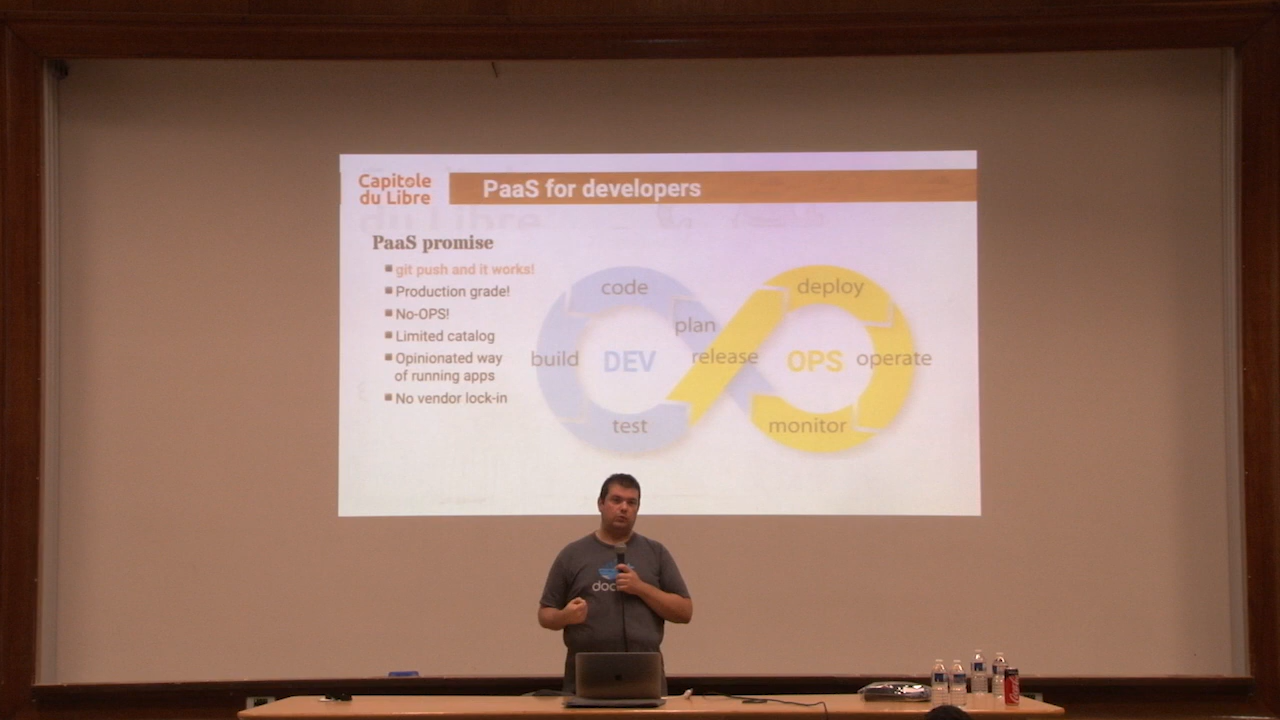 Capitole
du Libre
PaaS for developers
PaaS promise
git push and it works!
Production grade!
No-OPS!
Limited catalog
Opinionated way
of running apps
No vendor lock-in
code
plan
build
DEV
release
test
deploy
OPS
operate
monitor